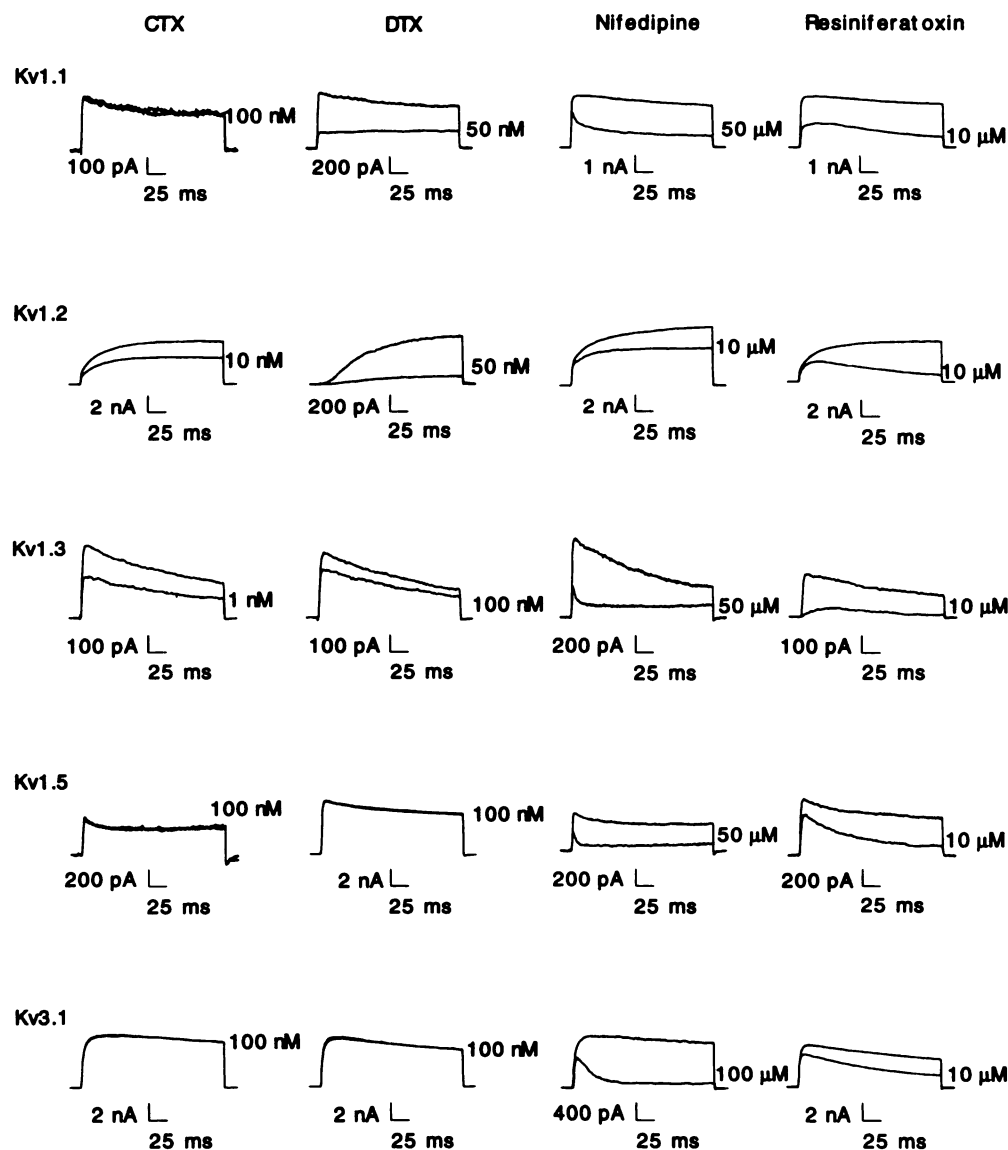 CTX DTX Nifedipine Resiniferatoxin
Kv1.1
100 nM 50 nM 50 µM 10 µM
100 pA 200 pA 1 nA 1 nA
25 ms 25 ms 25 ms 25 ms
Kv1.2
10 nM 50 nM 10 µM 10 µM
2 nA 200 pA 2 nA 2 nA
25 ms 25 ms 25 ms 25 ms
Kv1.3
1 nM 100 nM 50 µM 10 µM
100 pA 100 pA 200 pA 100 pA
25 ms 25 ms 25 ms 25 ms
Kv1.5
100 nM 100 nM 50 µM 10 µM
200 pA 2 nA 200 pA 200 pA
25 ms 25 ms 25 ms 25 ms
Kv3.1
100 nM 100 nM 100 µM 10 µM
2 nA 2 nA 400 pA 2 nA
25 ms 25 ms 25 ms 25 ms